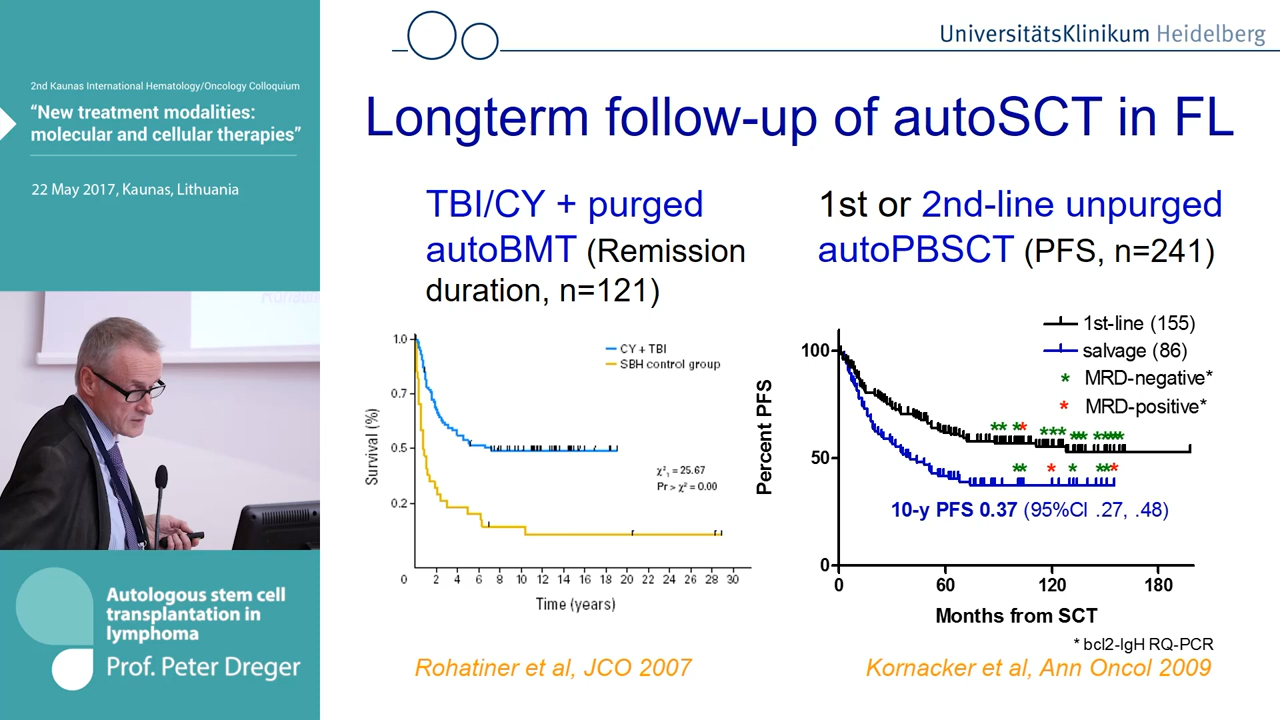 2nd Kaunas International Hematology/Oncology Colloquium
“New treatment modalities:
molecular and cellular therapies”
22 May 2017, Kaunas, Lithuania
Autologous stem cell
transplantation in
lymphoma
Prof. Peter Dreger
UniversitätsKlinikum Heidelberg
Longterm follow-up of autoSCT in FL
TBI/CY + purged
autoBMT (Remission
duration, n=121)
1.0
0.7
0.5
0.2
Survival (%)
CY + TBI
SBH control group
χ²₁ = 25.67
Pr > χ² = 0.00
0 2 4 6 8 10 12 14 16 18 20 22 24 26 28 30
Time (years)
Rohatiner et al, JCO 2007
1st or 2nd-line unpurged
autoPBSCT (PFS, n=241)
1st-line (155)
salvage (86)
* MRD-negative*
* MRD-positive*
100
50
0
Percent PFS
10-y PFS 0.37 (95%CI .27, .48)
0 60 120 180
Months from SCT
* bcl2-IgH RQ-PCR
Kornacker et al, Ann Oncol 2009